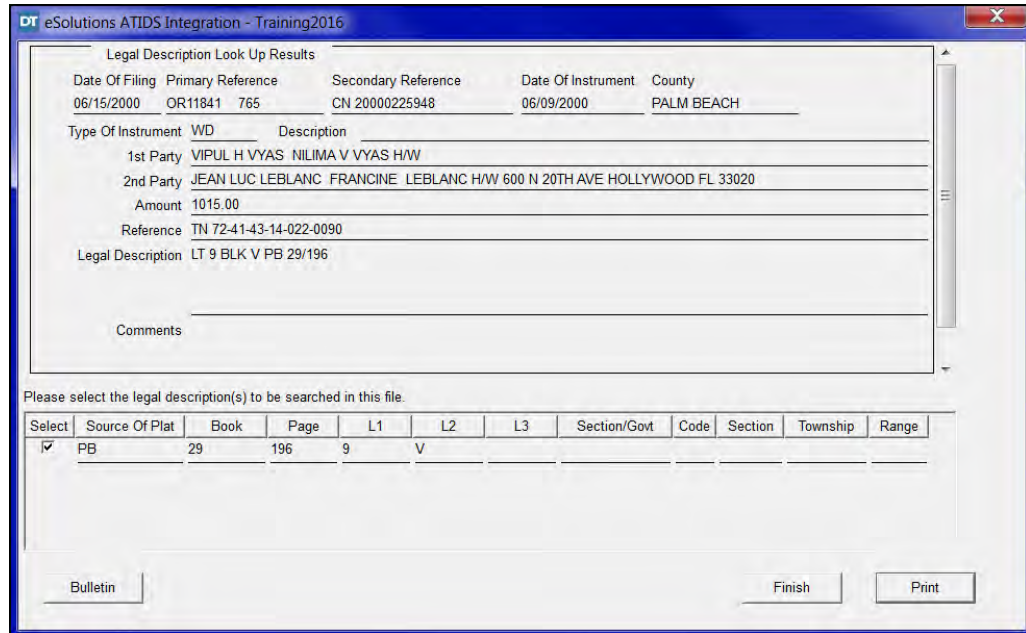 DT eSolutions ATIDS Integration - Training2016
X
Legal Description Look Up Results
Date Of Filing Primary Reference Secondary Reference Date Of Instrument County
06/15/2000 OR11841 765 CN 20000225948 06/09/2000 PALM BEACH
Type Of Instrument WD Description
1st Party VIPUL H VYAS NILIMA V VYAS H/W
2nd Party JEAN LUC LEBLANC FRANCINE LEBLANC H/W 600 N 20TH AVE HOLLYWOOD FL 33020
Amount 1015.00
Reference TN 72-41-43-14-022-0090
Legal Description LT 9 BLK V PB 29/196
Comments
Please select the legal description(s) to be searched in this file.
Select Source Of Plat Book Page L1 L2 L3 Section/Govt Code Section Township Range
PB 29 196 9 V
Bulletin Finish Print